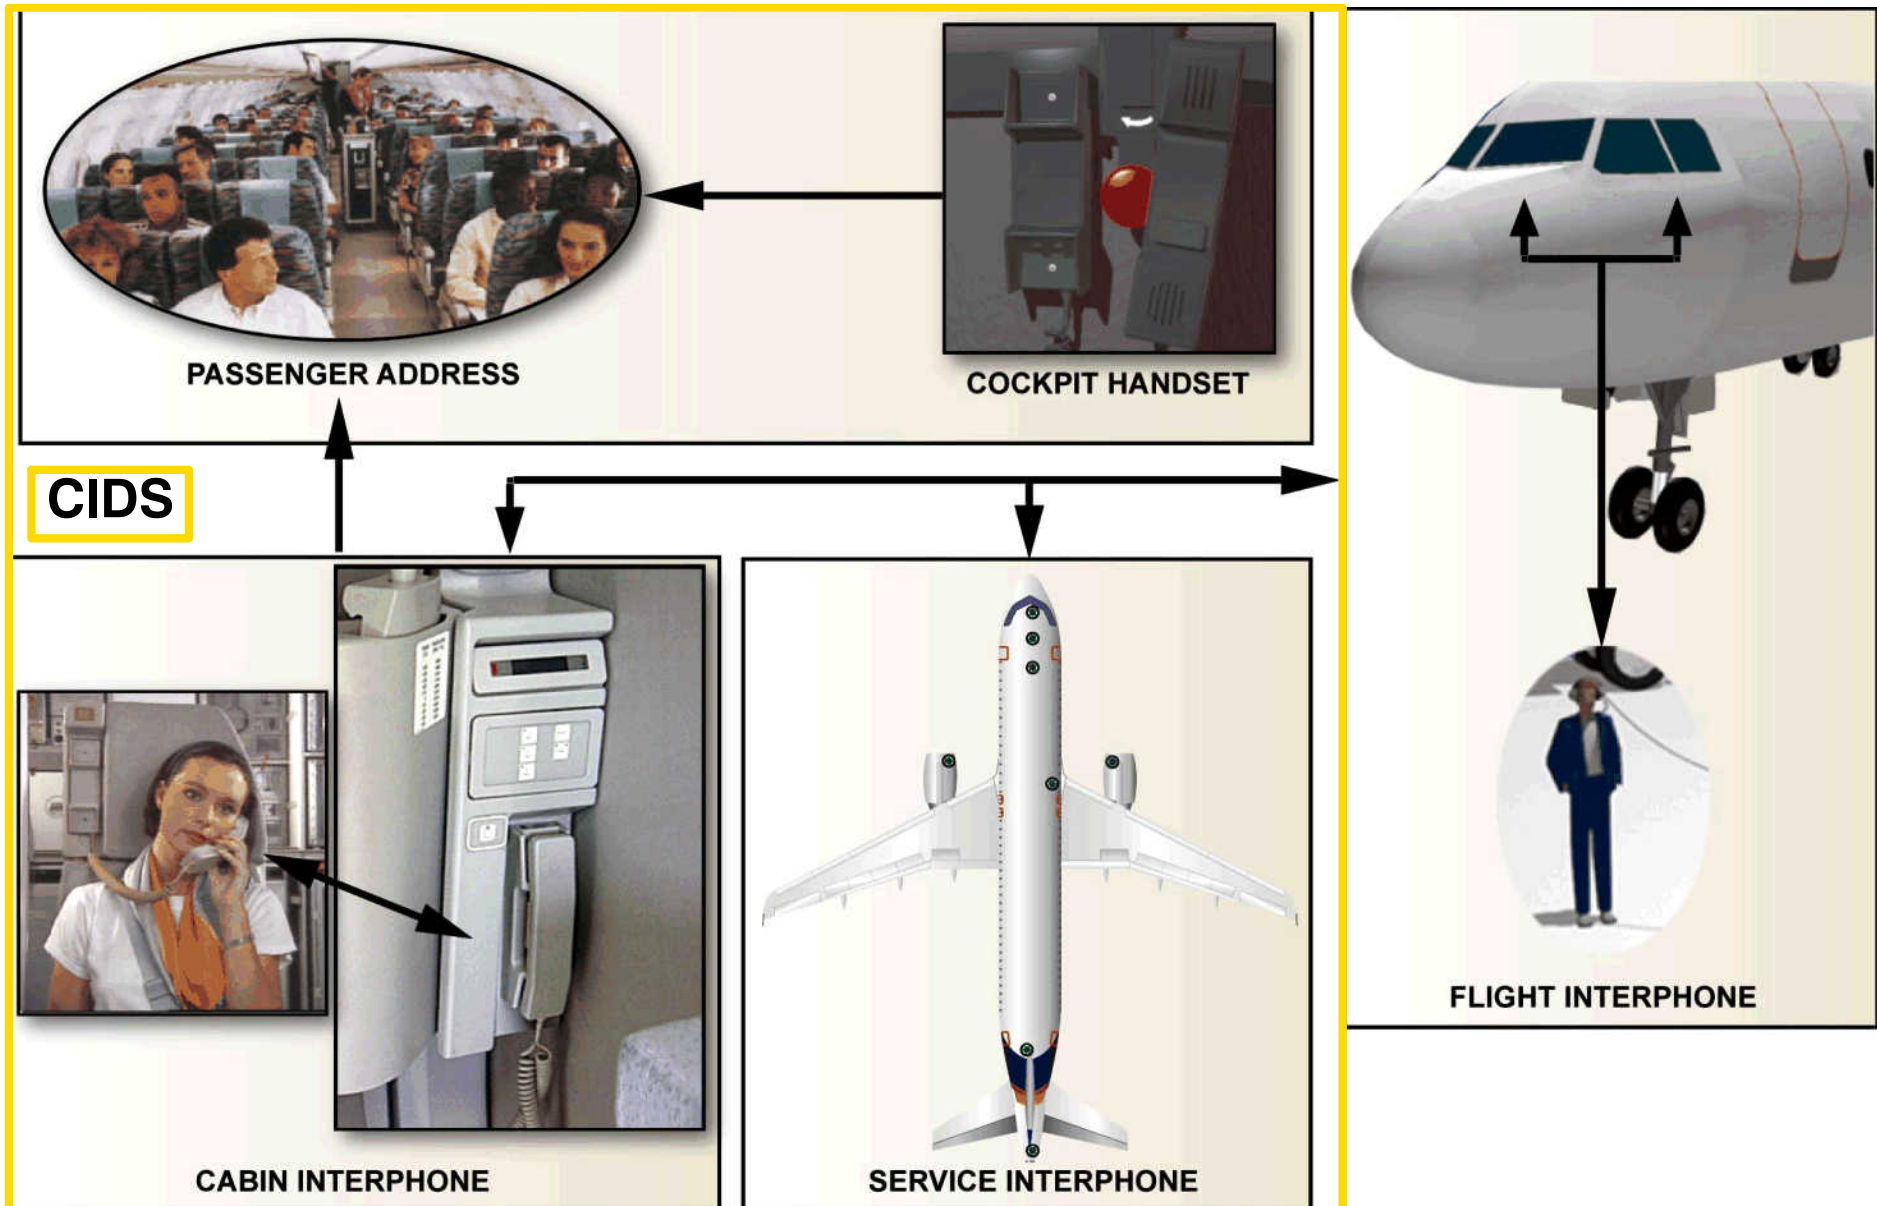 PASSENGER ADDRESS
COCKPIT HANDSET
CIDS
CABIN INTERPHONE
SERVICE INTERPHONE
FLIGHT INTERPHONE